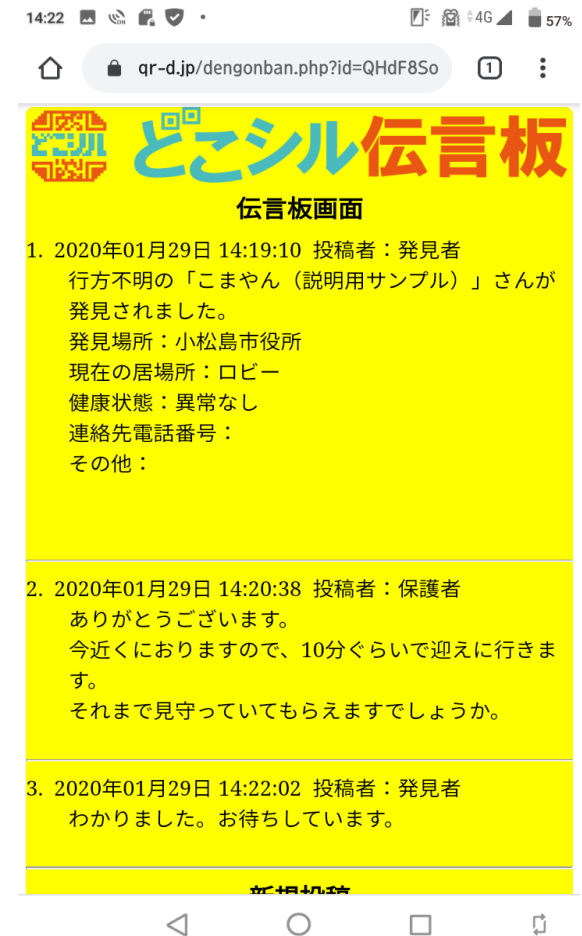 14:22
4G
57%
qr-d.jp/dengonban.php?id=QHdF8So
1
どこシル
どこシル伝言板
伝言板画面
1. 2020年01月29日 14:19:10 投稿者：発見者
行方不明の「こまやん（説明用サンプル）」さんが
発見されました。
発見場所：小松島市役所
現在の居場所：ロビー
健康状態：異常なし
連絡先電話番号：
その他：
2. 2020年01月29日 14:20:38 投稿者：保護者
ありがとうございます。
今近くにおりますので、10分ぐらいで迎えに行きま
す。
それまで見守っていてもらえますでしょうか。
3. 2020年01月29日 14:22:02 投稿者：発見者
わかりました。お待ちしています。
新規投稿